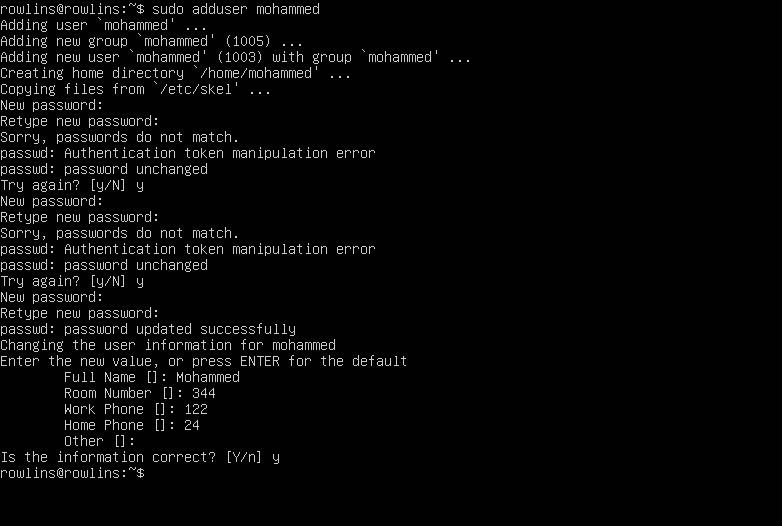 rowlins@rowlins:~$ sudo adduser mohammed
Adding user `mohammed' ...
Adding new group `mohammed' (1005) ...
Adding new user `mohammed' (1003) with group `mohammed' ...
Creating home directory `/home/mohammed' ...
Copying files from `/etc/skel' ...
New password:
Retype new password:
Sorry, passwords do not match.
passwd: Authentication token manipulation error
passwd: password unchanged
Try again? [y/N] y
New password:
Retype new password:
Sorry, passwords do not match.
passwd: Authentication token manipulation error
passwd: password unchanged
Try again? [y/N] y
New password:
Retype new password:
passwd: password updated successfully
Changing the user information for mohammed
Enter the new value, or press ENTER for the default
        Full Name []: Mohammed
        Room Number []: 344
        Work Phone []: 122
        Home Phone []: 24
        Other []:
Is the information correct? [Y/n] y
rowlins@rowlins:~$